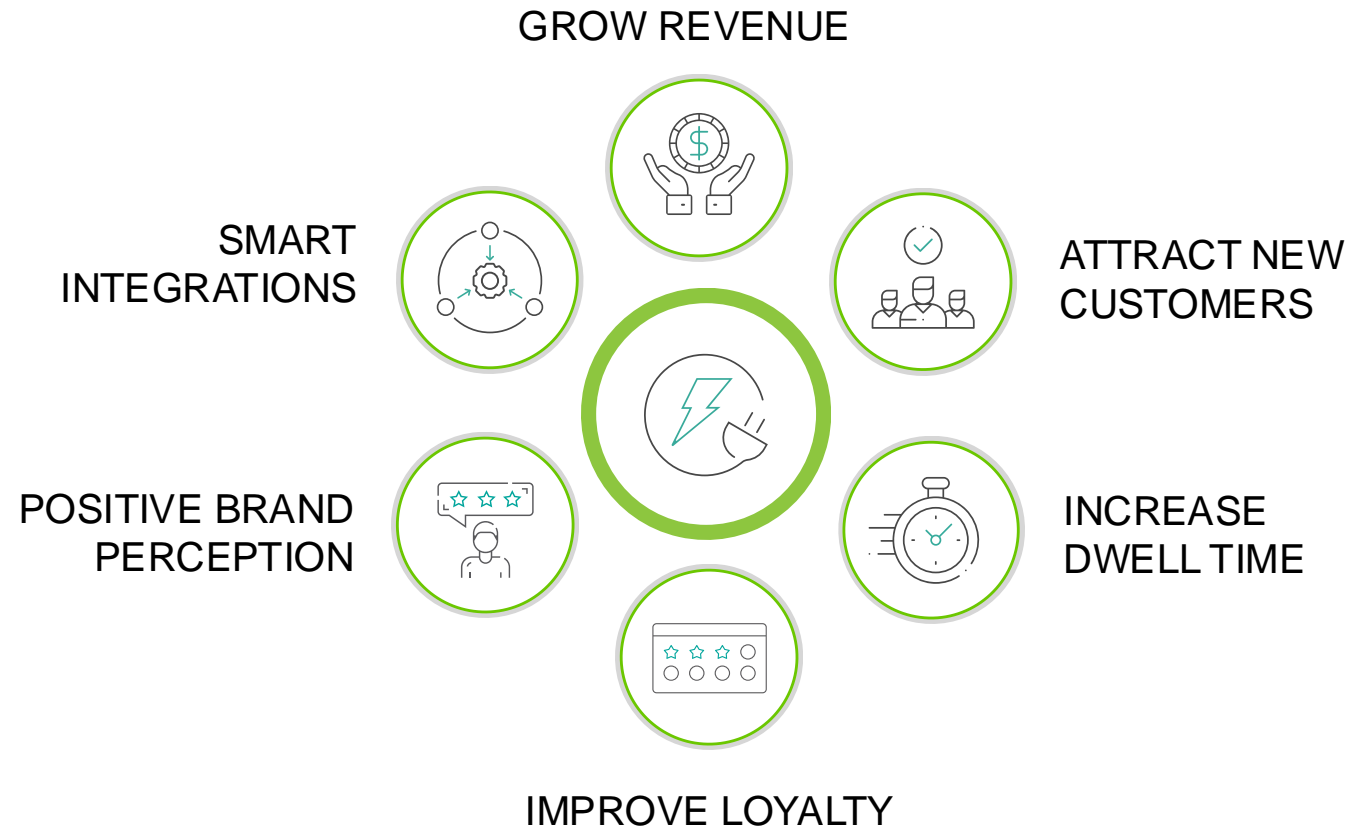 GROW REVENUE
SMART
INTEGRATIONS
ATTRACT NEW
CUSTOMERS
POSITIVE BRAND
PERCEPTION
INCREASE
DWELL TIME
IMPROVE LOYALTY